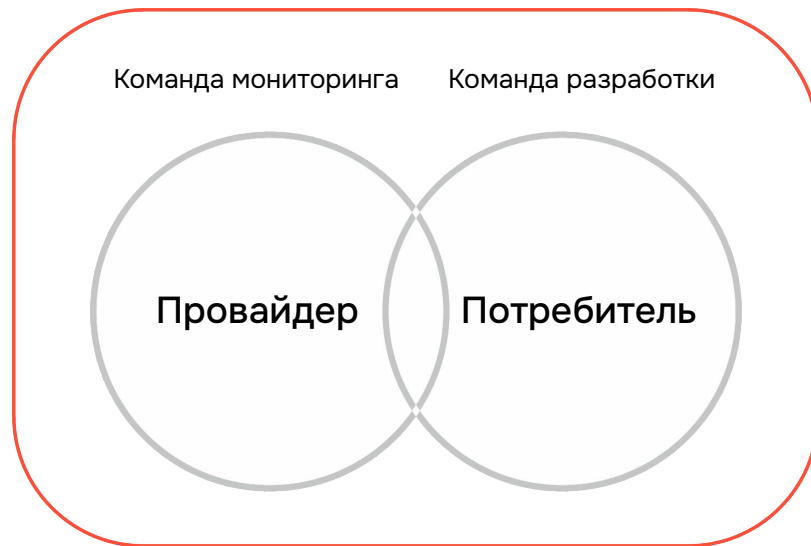 Команда мониторинга
Команда разработки
Провайдер
Потребитель